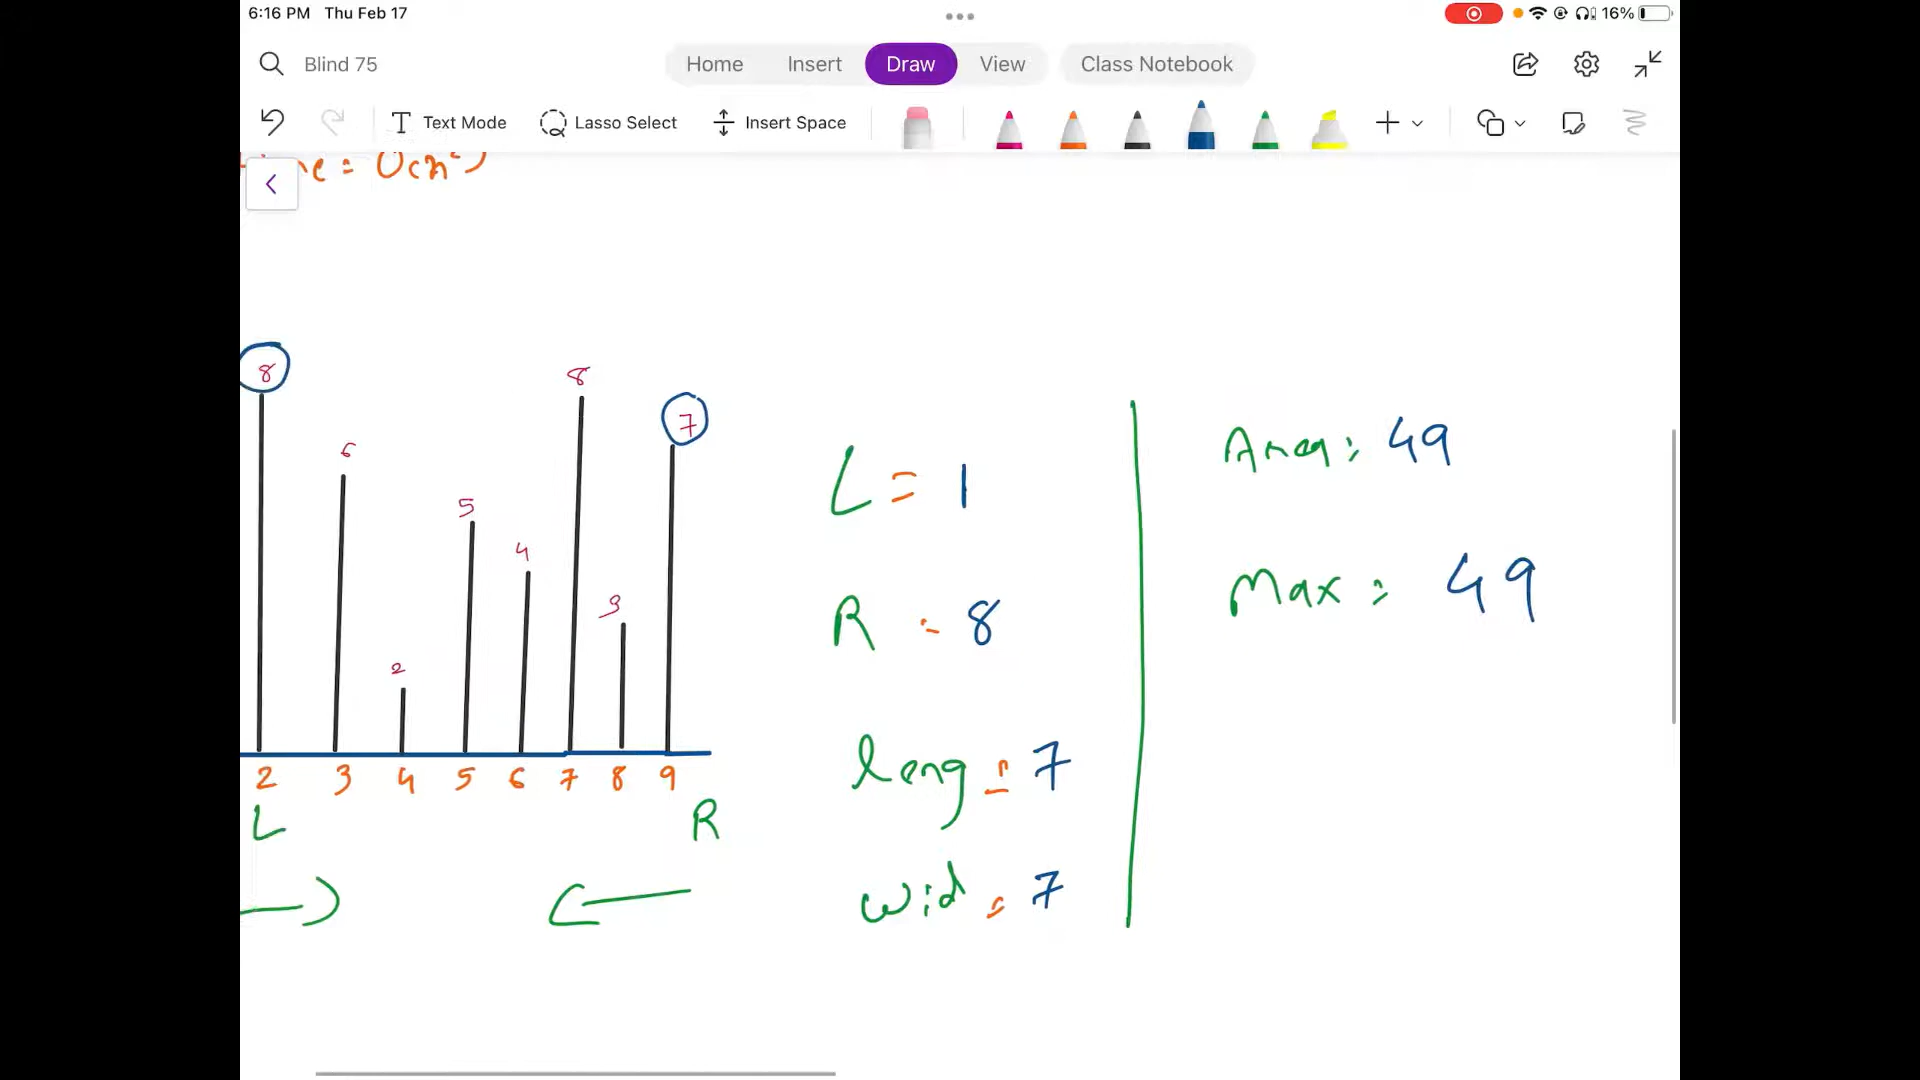 6:16 PM Thu Feb 17
16%
Blind 75
Home Insert Draw View Class Notebook
Text Mode Lasso Select Insert Space
= O(n²)
8
8
7
6
5
4
3
2
2 3 4 5 6 7 8 9
L R
L = 1
R = 8
leng = 7
wid = 7
Area: 49
Max: 49